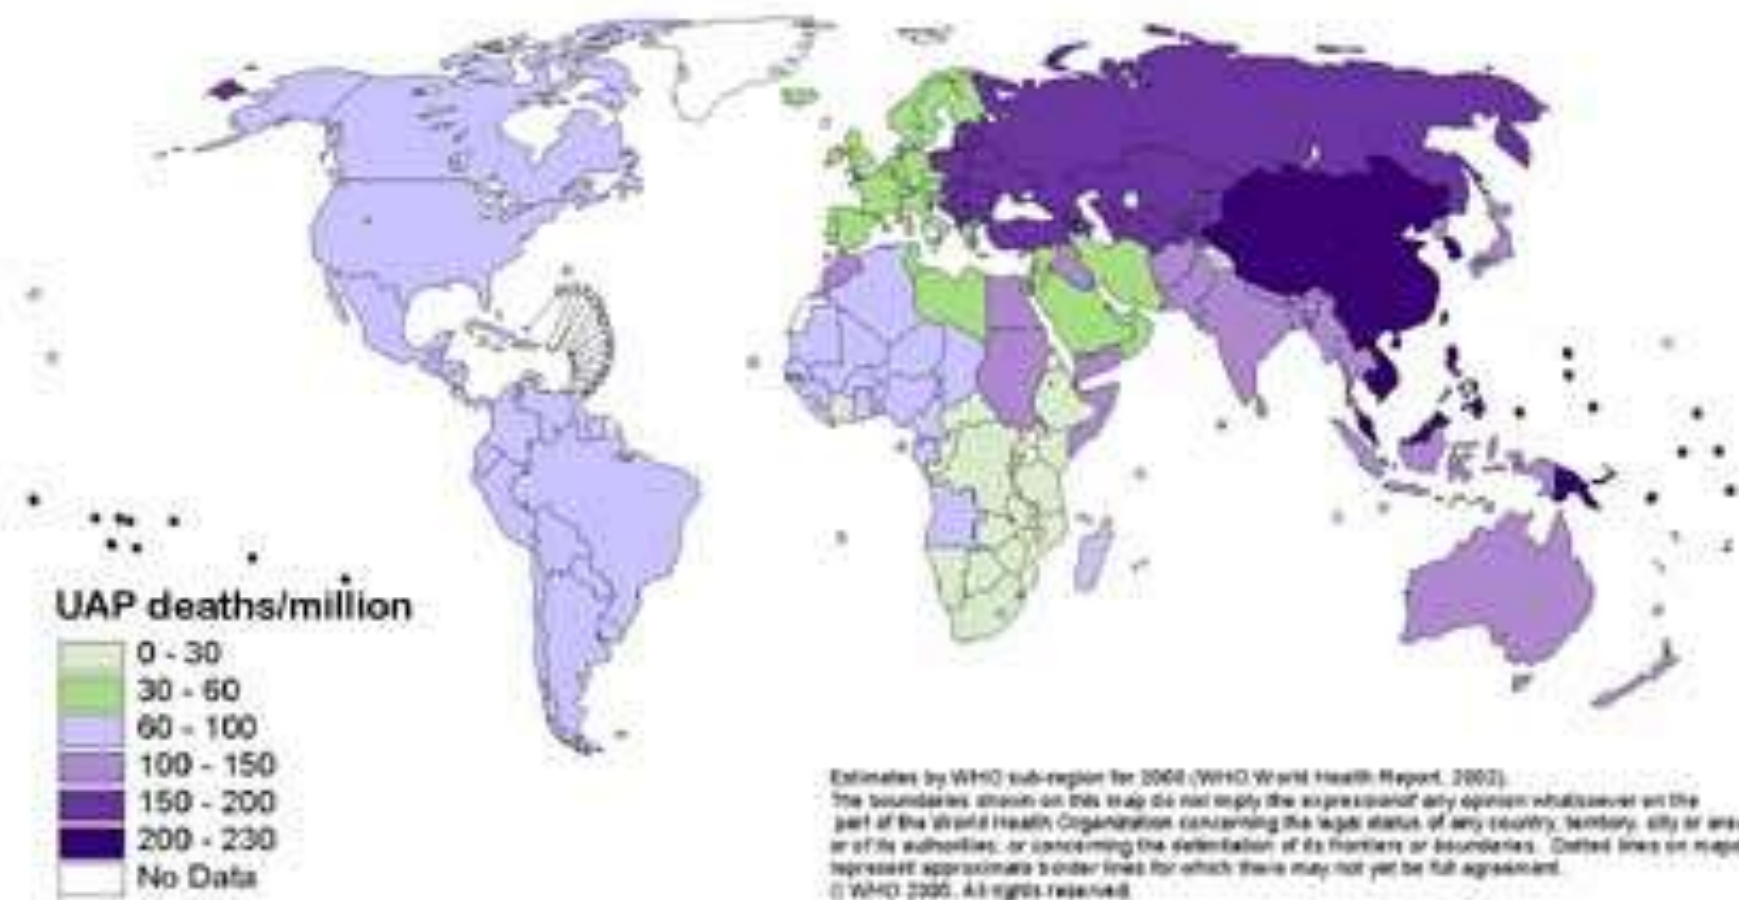 UAP deaths/million
0 - 30
30 - 60
60 - 100
100 - 150
150 - 200
200 - 230
No Data
Estimates by WHO sub-region for 2000 (WHO World Health Report, 2002).
The boundaries shown on this map do not imply the expression of any opinion whatsoever on the
part of the World Health Organization concerning the legal status of any country, territory, city or area
or of its authorities, or concerning the delimitation of its frontiers or boundaries. Dotted lines on maps
represent approximate border lines for which there may not yet be full agreement.
© WHO 2005. All rights reserved.